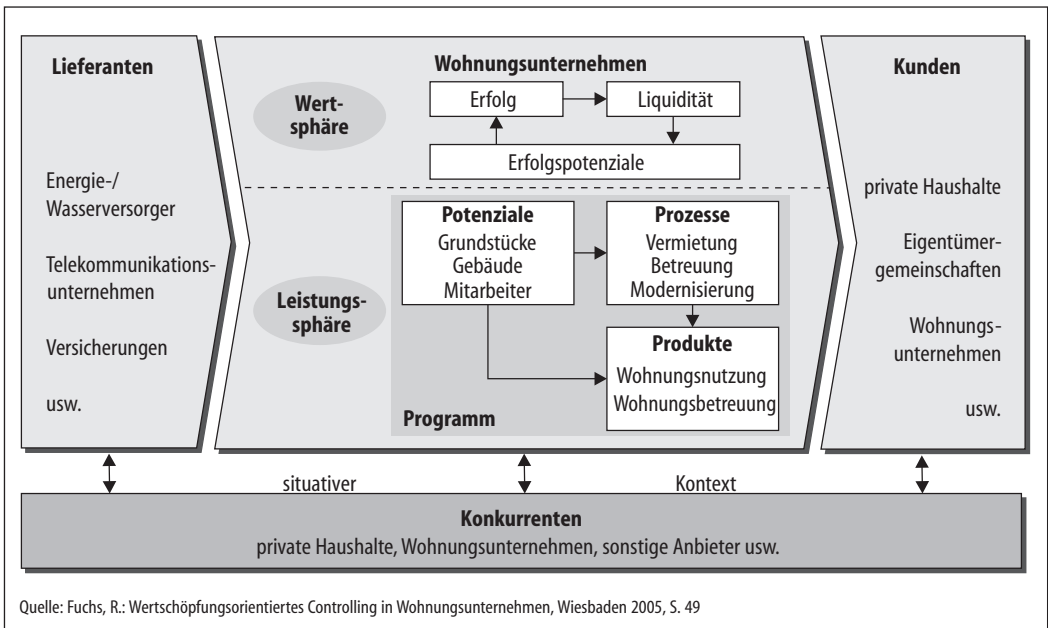 Lieferanten
Energie-/
Wasserversorger
Telekommunikations-
unternehmen
Versicherungen
usw.
Wohnungsunternehmen
Wert-
sphäre
Erfolg
Liquidität
Erfolgspotenziale
Leistungs-
sphäre
Potenziale
Grundstücke
Gebäude
Mitarbeiter
Prozesse
Vermietung
Betreuung
Modernisierung
Produkte
Wohnungsnutzung
Wohnungsbetreuung
Programm
Kunden
private Haushalte
Eigentümer-
gemeinschaften
Wohnungs-
unternehmen
usw.
situativer Kontext
Konkurrenten
private Haushalte, Wohnungsunternehmen, sonstige Anbieter usw.
Quelle: Fuchs, R.: Wertschöpfungsorientiertes Controlling in Wohnungsunternehmen, Wiesbaden 2005, S. 49